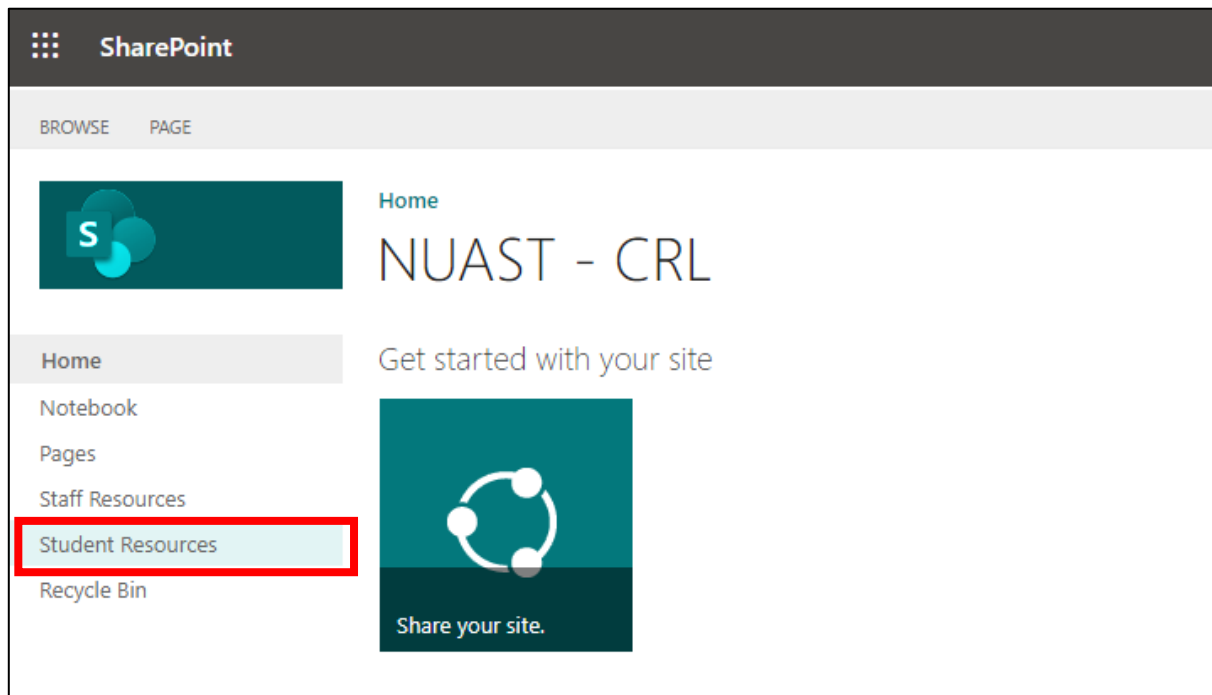 SharePoint
BROWSE PAGE
S
Home
NUAST - CRL
Home
Notebook
Pages
Staff Resources
Student Resources
Recycle Bin
Get started with your site
Share your site.